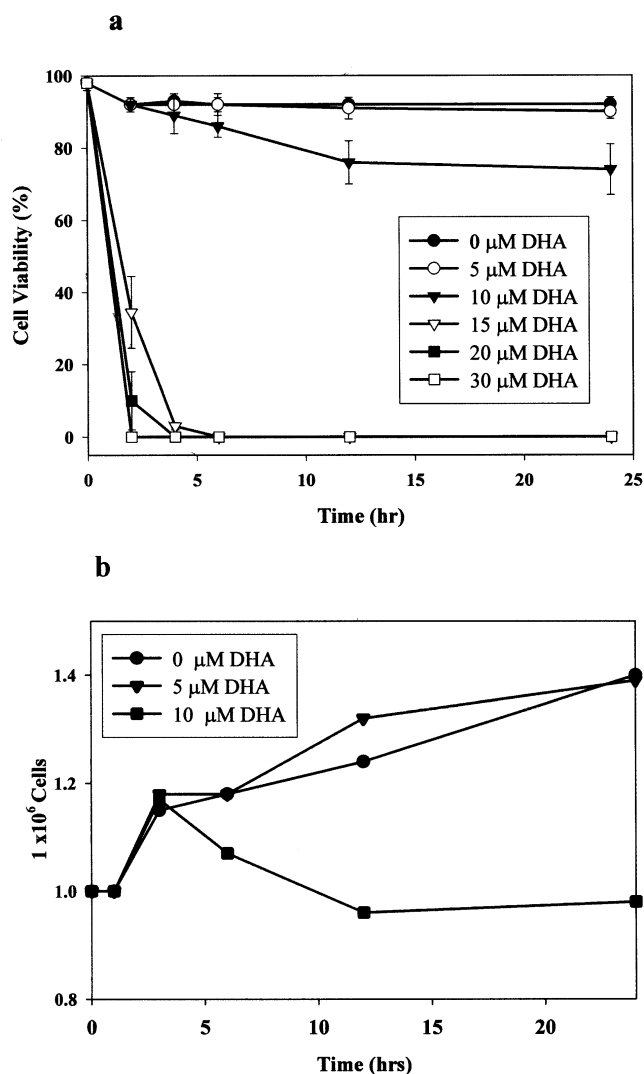 a
Cell Viability (%)
100
80
60
40
20
0
0 μM DHA
5 μM DHA
10 μM DHA
15 μM DHA
20 μM DHA
30 μM DHA
0 5 10 15 20 25
Time (hr)
b
1 x10⁶ Cells
1.4
1.2
1.0
0.8
0 μM DHA
5 μM DHA
10 μM DHA
0 5 10 15 20
Time (hrs)